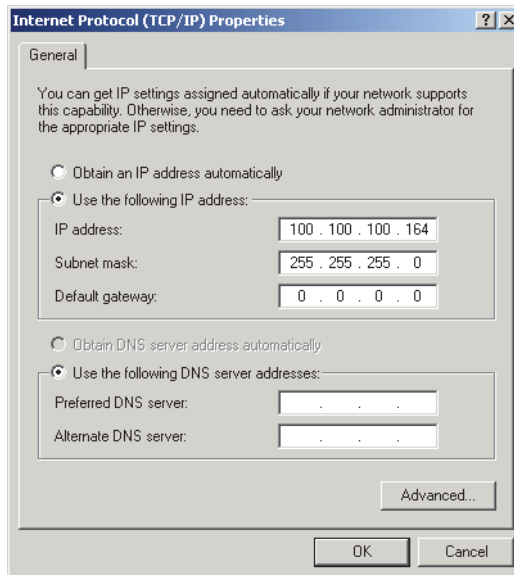 Internet Protocol (TCP/IP) Properties
General
You can get IP settings assigned automatically if your network supports
this capability. Otherwise, you need to ask your network administrator for
the appropriate IP settings.
Obtain an IP address automatically
Use the following IP address:
IP address: 100 . 100 . 100 . 164
Subnet mask: 255 . 255 . 255 . 0
Default gateway: 0 . 0 . 0 . 0
Obtain DNS server address automatically
Use the following DNS server addresses:
Preferred DNS server: . . .
Alternate DNS server: . . .
Advanced...
OK Cancel